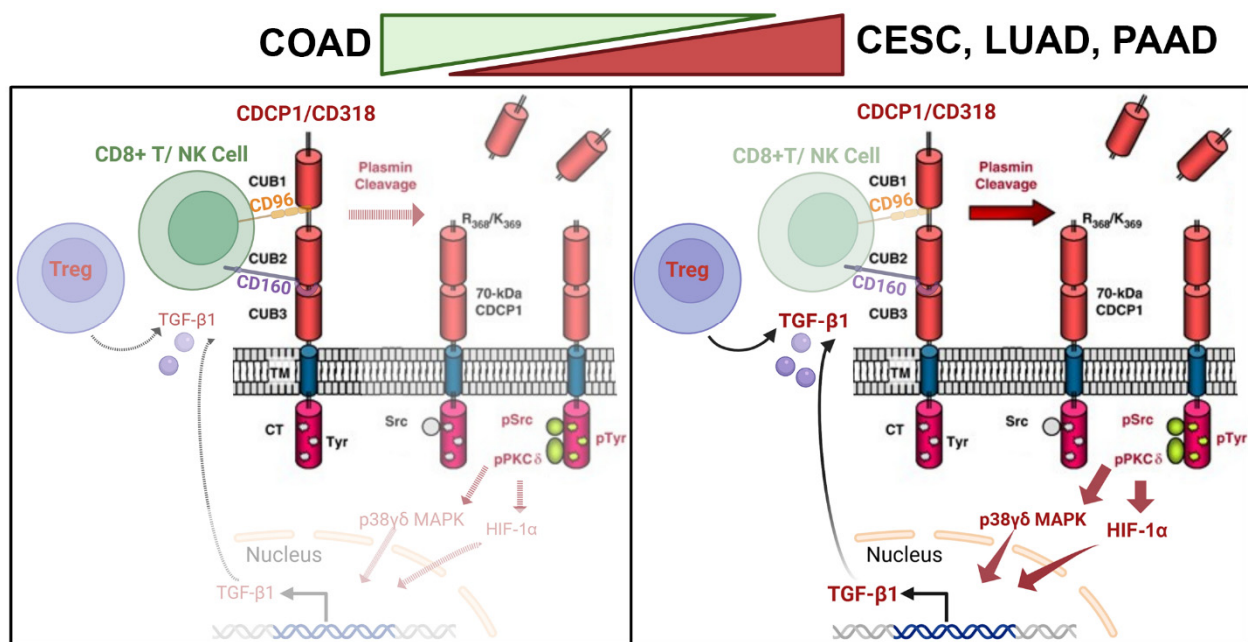 COAD
CESC, LUAD, PAAD
CDCP1/CD318
CD8+ T/ NK Cell
CUB1
CD96
Plasmin
Cleavage
R368/K369
Treg
CUB2
CD160
CUB3
70-kDa
CDCP1
TGF-β1
TM
CT
Tyr
Src
pSrc
pTyr
pPKC δ
p38γδ MAPK
HIF-1α
Nucleus
TGF-β1
CDCP1/CD318
CD8+T/ NK Cell
CUB1
CD96
Plasmin
Cleavage
R368/K369
Treg
CUB2
CD160
CUB3
70-kDa
CDCP1
TGF-β1
TM
CT
Tyr
Src
pSrc
pTyr
pPKC δ
p38γδ MAPK
HIF-1α
Nucleus
TGF-β1